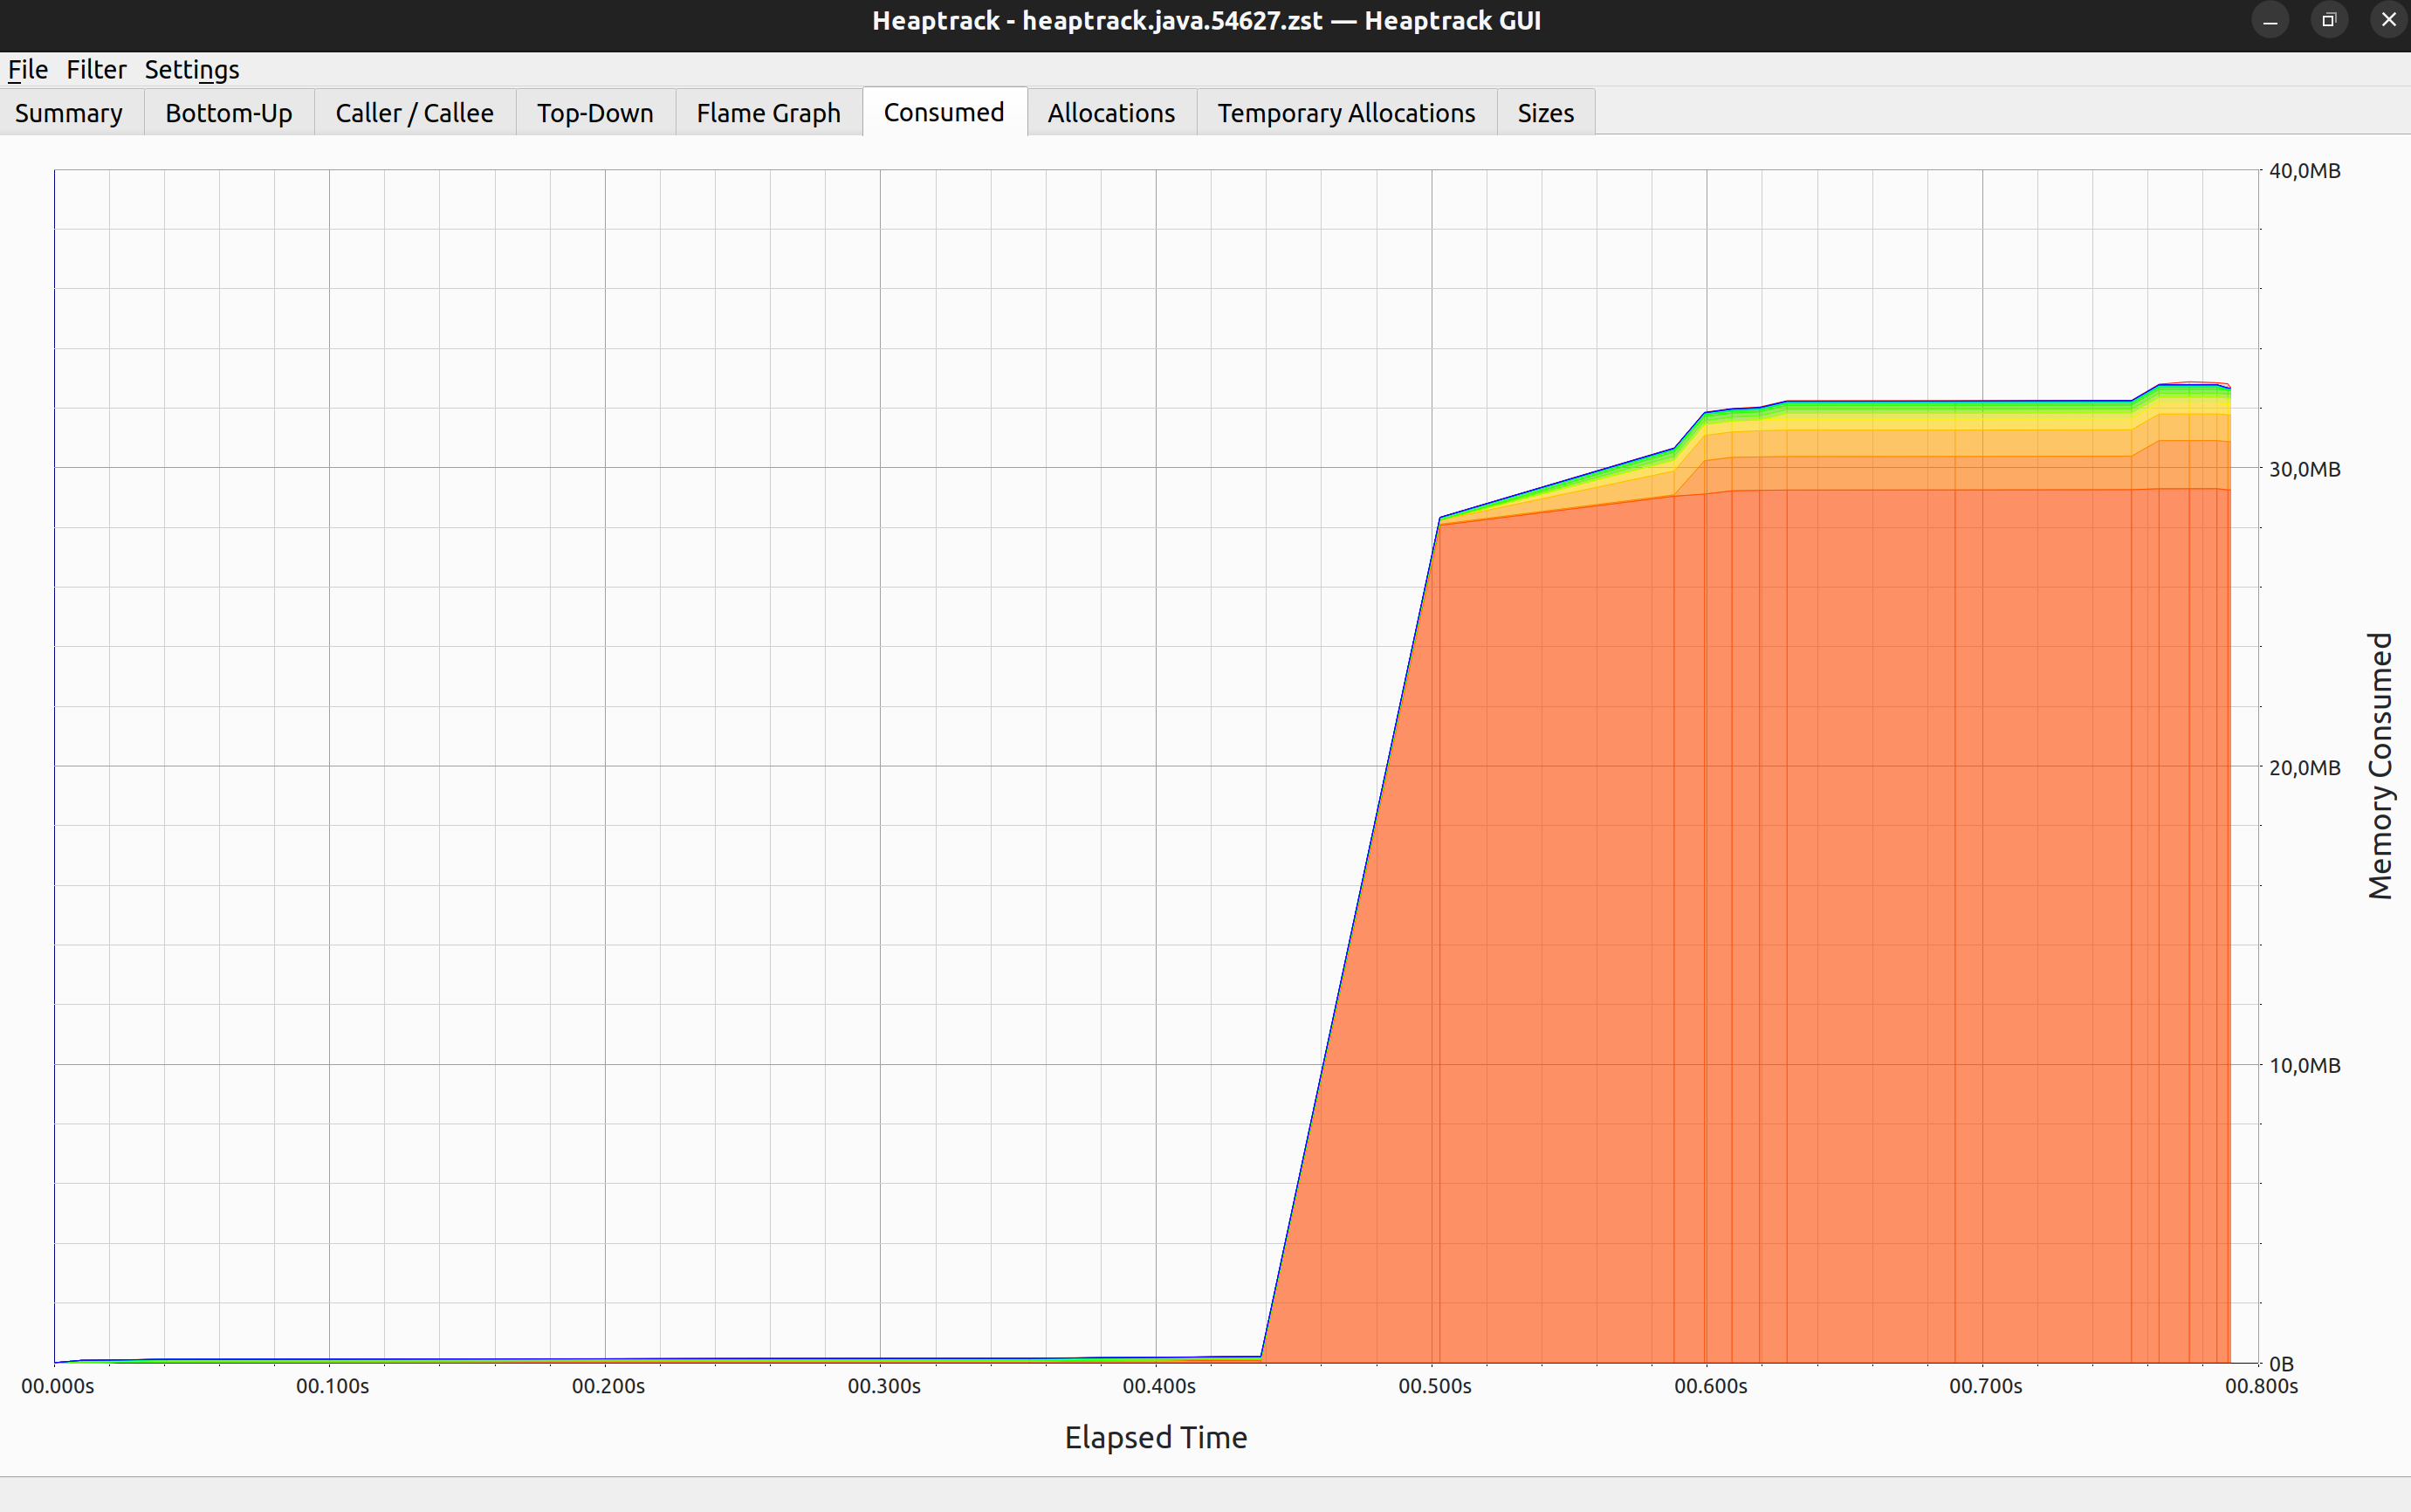 Heaptrack - heaptrack.java.54627.zst — Heaptrack GUI
File Filter Settings
Summary Bottom-Up Caller / Callee Top-Down Flame Graph Consumed Allocations Temporary Allocations Sizes
40,0MB
30,0MB
20,0MB
10,0MB
0B
Memory Consumed
00.000s 00.100s 00.200s 00.300s 00.400s 00.500s 00.600s 00.700s 00.800s
Elapsed Time